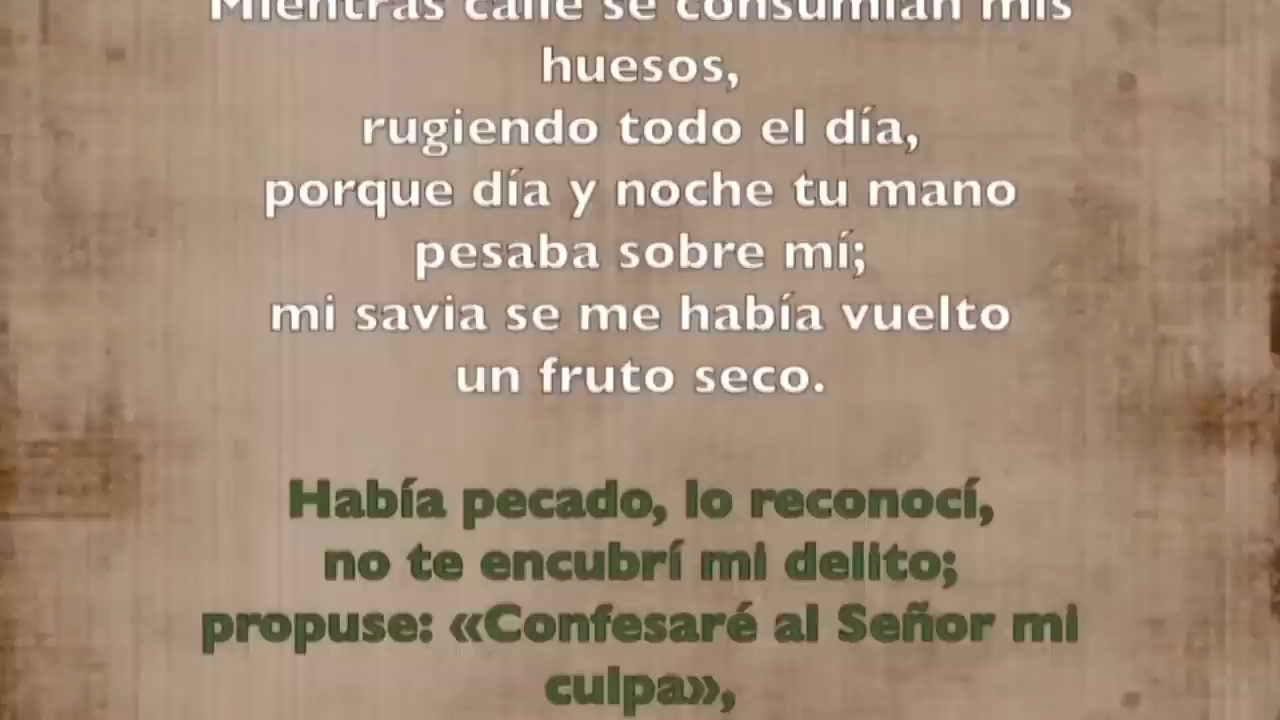 Mientras callé se consumían mis
huesos,
rugiendo todo el día,
porque día y noche tu mano
pesaba sobre mí;
mi savia se me había vuelto
un fruto seco.
Había pecado, lo reconocí,
no te encubrí mi delito;
propuse: «Confesaré al Señor mi
culpa»,